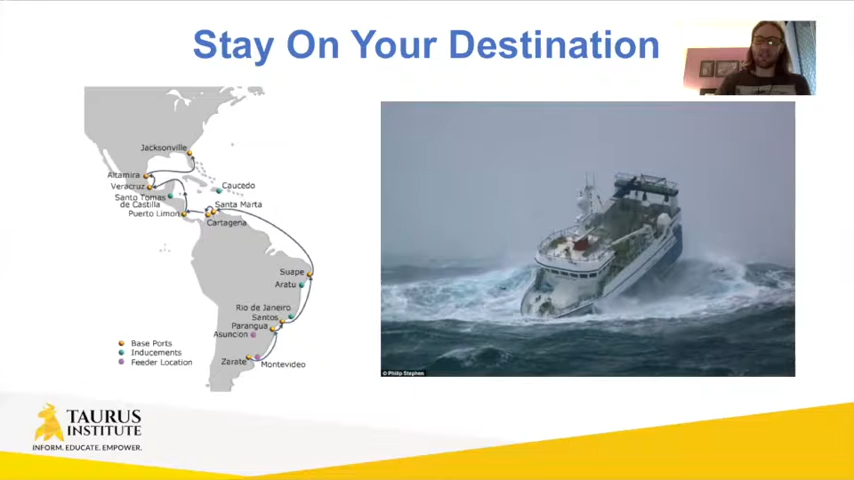 Stay On Your Destination
Jacksonville
Altamira
Veracruz
Caucedo
Santo Tomas
de Castilla
Santa Marta
Puerto Limon
Cartagena
Suape
Aratu
Rio de Janeiro
Santos
Parangua
Asuncion
Zarate
Montevideo
Base Ports
Inducements
Feeder Location
© Philip Stephen
TAURUS
INSTITUTE
INFORM. EDUCATE. EMPOWER.